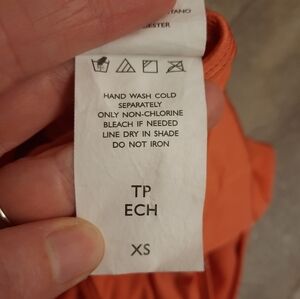 HAND WASH COLD
SEPARATELY
ONLY NON-CHLORINE
BLEACH IF NEEDED
LINE DRY IN SHADE
DO NOT IRON
TP
ECH
XS